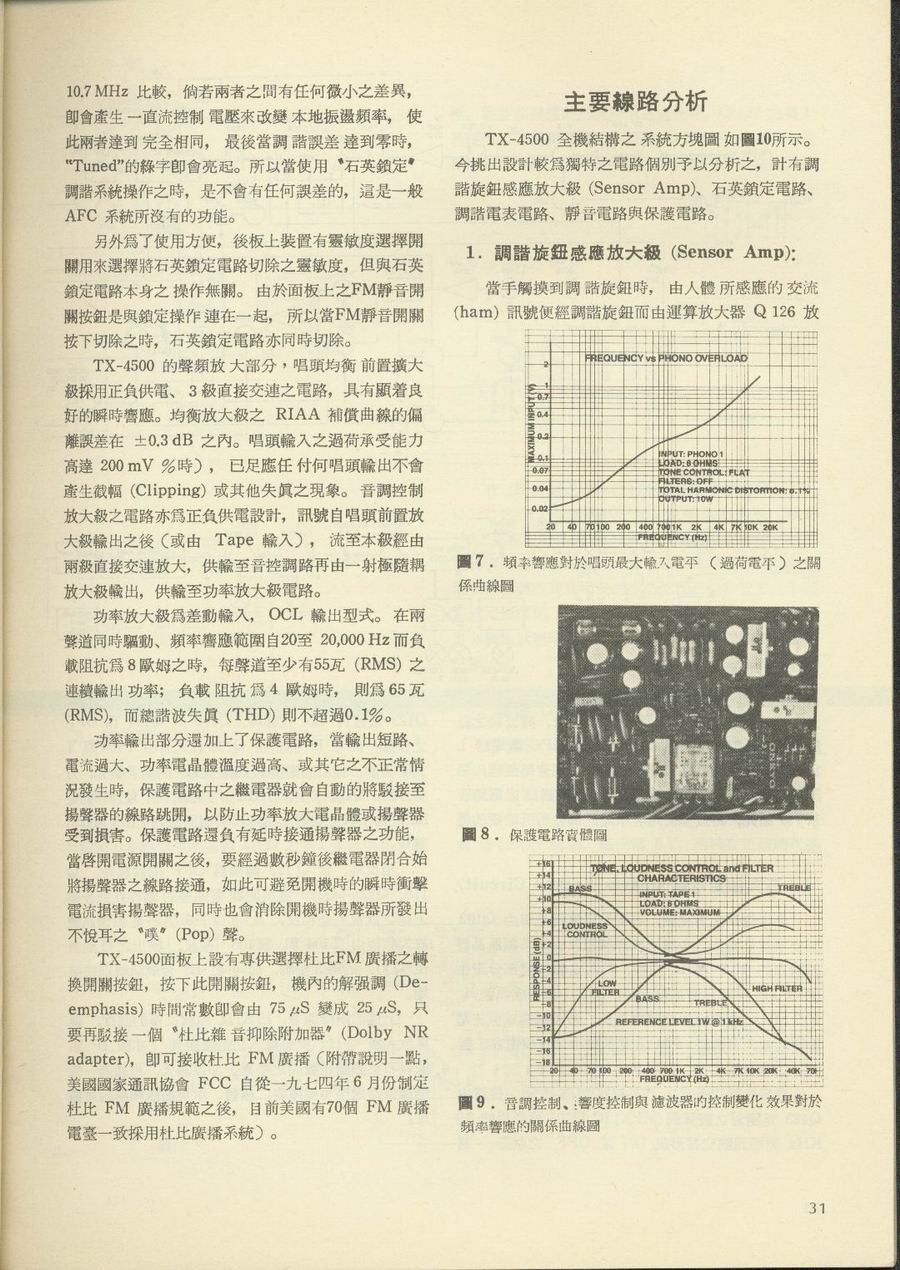 10.7 MHz 比較，倘若兩者之間有任何微小之差異，
卽會產生一直流控制電壓來改變本地振盪頻率，使
此兩者達到完全相同，最後當調諧誤差達到零時，
“Tuned”的綠字卽會亮起。所以當使用〝石英鎖定〞
調諧系統操作之時，是不會有任何誤差的，這是一般
AFC 系統所沒有的功能。
另外爲了使用方便，後板上裝置有靈敏度選擇開
關用來選擇將石英鎖定電路切除之靈敏度，但與石英
鎖定電路本身之操作無關。由於面板上之FM靜音開
關按鈕是與鎖定操作連在一起，所以當FM靜音開關
按下切除之時，石英鎖定電路亦同時切除。
TX-4500 的聲頻放大部分，唱頭均衡前置擴大
級採用正負供電、3 級直接交連之電路，具有顯着良
好的瞬時響應。均衡放大級之 RIAA 補償曲線的偏
離誤差在 ±0.3 dB 之內。唱頭輸入之過荷承受能力
高達 200 mV %時），已足應任付何唱頭輸出不會
產生截幅 (Clipping) 或其他失眞之現象。音調控制
放大級之電路亦爲正負供電設計，訊號自唱頭前置放
大級輸出之後（或由 Tape 輸入），流至本級經由
兩級直接交連放大，供輸至音控調路再由一射極隨耦
放大級輸出，供輸至功率放大級電路。
功率放大級爲差動輸入，OCL 輸出型式。在兩
聲道同時驅動、頻率響應範圍自20至 20,000 Hz 而負
載阻抗爲 8 歐姆之時，每聲道至少有55瓦 (RMS) 之
連續輸出功率；負載阻抗爲 4 歐姆時，則爲 65 瓦
(RMS)，而總諧波失眞 (THD) 則不超過0.1%。
功率輸出部分還加上了保護電路，當輸出短路、
電流過大、功率電晶體溫度過高、或其它之不正常情
況發生時，保護電路中之繼電器就會自動的將駁接至
揚聲器的線路跳開，以防止功率放大電晶體或揚聲器
受到損害。保護電路還負有延時接通揚聲器之功能，
當啓開電源開關之後，要經過數秒鐘後繼電器閉合始
將揚聲器之線路接通，如此可避免開機時的瞬時衝擊
電流損害揚聲器，同時也會消除開機時揚聲器所發出
不悅耳之〝噗〞(Pop) 聲。
TX-4500面板上設有專供選擇杜比FM廣播之轉
換開關按鈕，按下此開關按鈕，機內的解强調 (De-
emphasis) 時間常數卽會由 75 μS 變成 25 μS，只
要再駁接一個〝杜比雜音抑除附加器〞(Dolby NR
adapter)，卽可接收杜比 FM 廣播（附帶說明一點，
美國國家通訊協會 FCC 自從一九七四年 6 月份制定
杜比 FM 廣播規範之後，目前美國有70個 FM 廣播
電臺一致採用杜比廣播系統）。
主要線路分析
TX-4500 全機結構之系統方塊圖如圖10所示。
今挑出設計較爲獨特之電路個別予以分析之，計有調
諧旋鈕感應放大級 (Sensor Amp)、石英鎖定電路、
調諧電表電路、靜音電路與保護電路。
1．調諧旋鈕感應放大級 (Sensor Amp)：
當手觸摸到調諧旋鈕時，由人體所感應的交流
(ham) 訊號便經調諧旋鈕而由運算放大器 Q 126 放
FREQUENCY vs PHONO OVERLOAD
MAXIMUM INPUT (V)
2
1
0.7
0.4
0.2
0.1
0.07
0.04
0.02
INPUT: PHONO 1
LOAD: 8 OHMS
TONE CONTROL: FLAT
FILTERS: OFF
TOTAL HARMONIC DISTORTION: 0.1%
OUTPUT: 10W
20 40 70 100 200 400 700 1K 2K 4K 7K 10K 20K
FREQUENCY (Hz)
圖 7．頻率響應對於唱頭最大輸入電平（過荷電平）之關
係曲線圖
圖 8．保護電路實體圖
TONE, LOUDNESS CONTROL and FILTER
CHARACTERISTICS
INPUT: TAPE 1
LOAD: 8 OHMS
VOLUME: MAXIMUM
BASS
TREBLE
LOUDNESS
CONTROL
RESPONSE (dB)
+16
+14
+12
+10
+8
+6
+4
+2
0
-2
-4
-6
-8
-10
-12
-14
-16
-18
LOW
FILTER
BASS
TREBLE
HIGH FILTER
REFERENCE LEVEL 1W @ 1 kHz
20 40 70 100 200 400 700 1K 2K 4K 7K 10K 20K 40K 70K
FREQUENCY (Hz)
圖 9．音調控制、響度控制與濾波器的控制變化效果對於
頻率響應的關係曲線圖
31